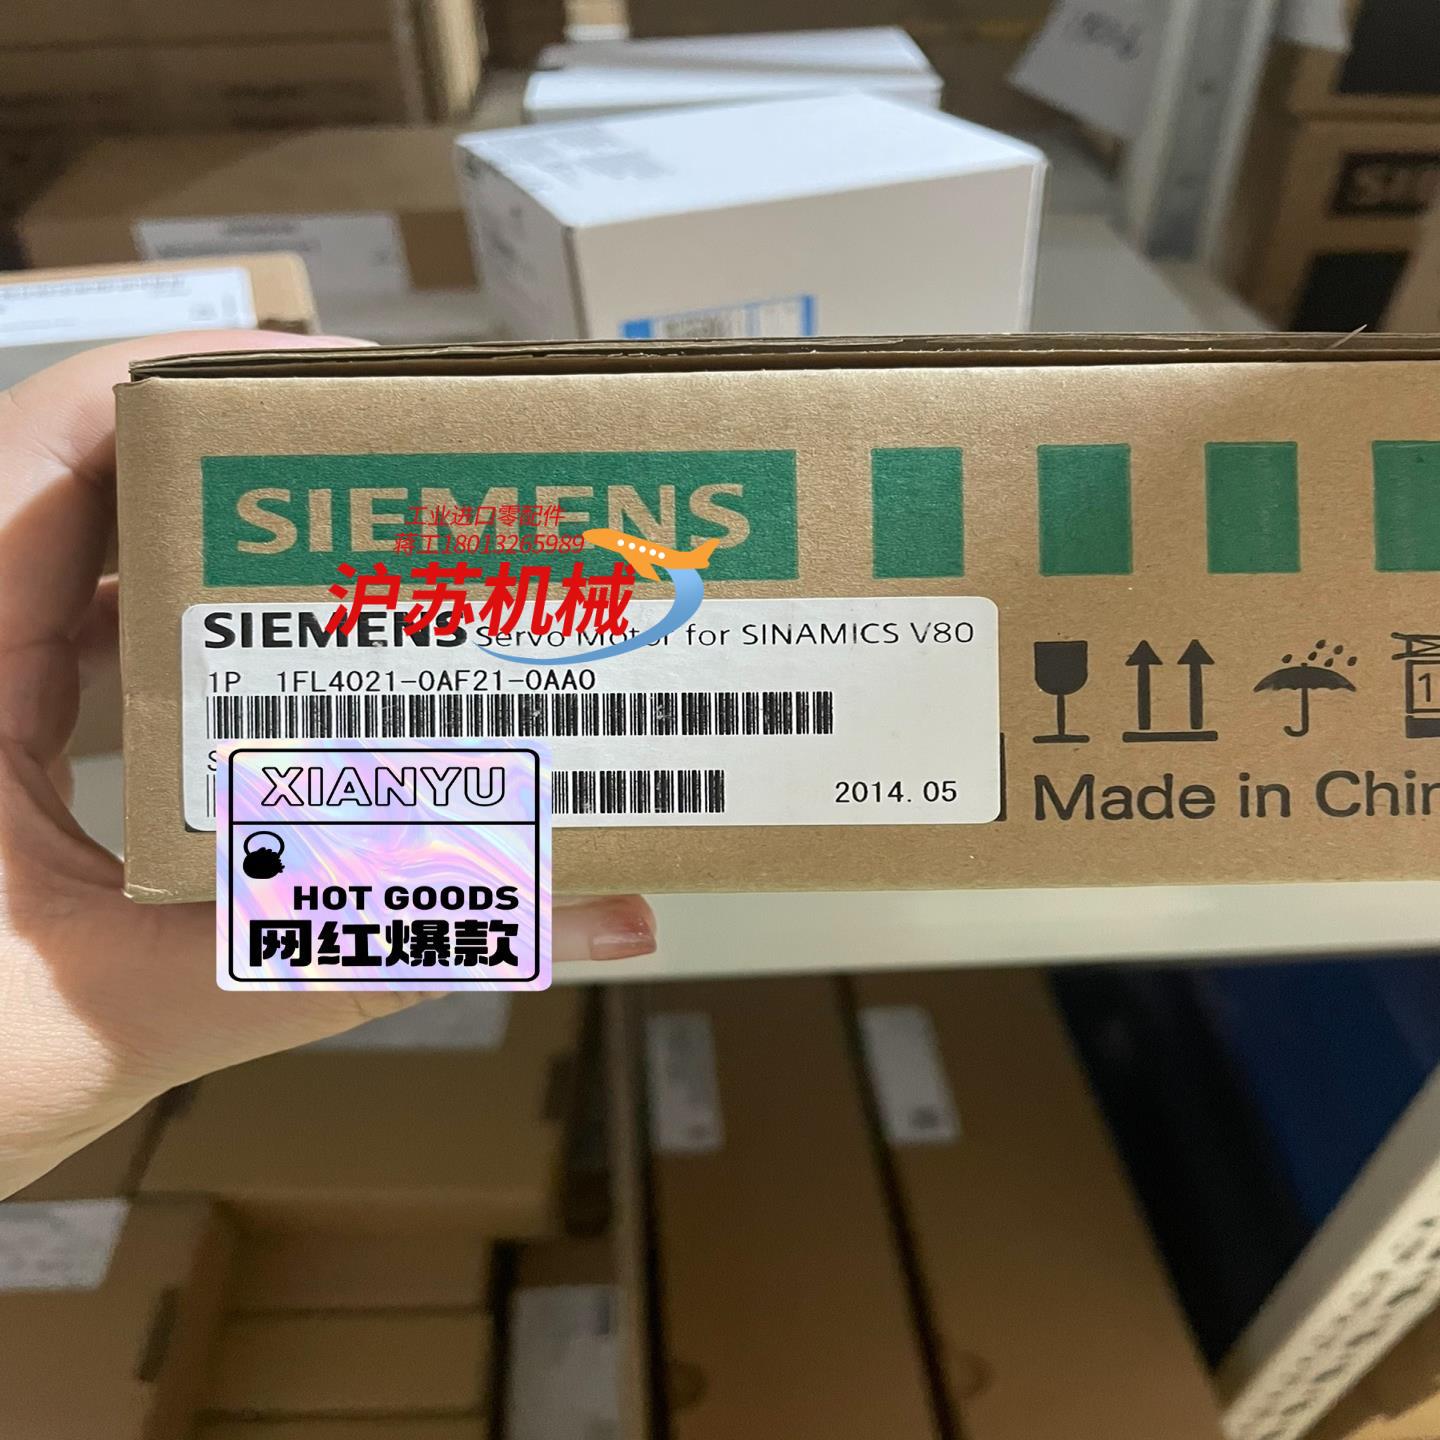 SIEMENS
工业进口零配件
蒋工18013265989
沪苏机械
SIEMENS Servo Motor for SINAMICS V80
1P 1FL4021-0AF21-0AA0
S
2014.05
Made in Chin
1
XIANYU
HOT GOODS
网红爆款